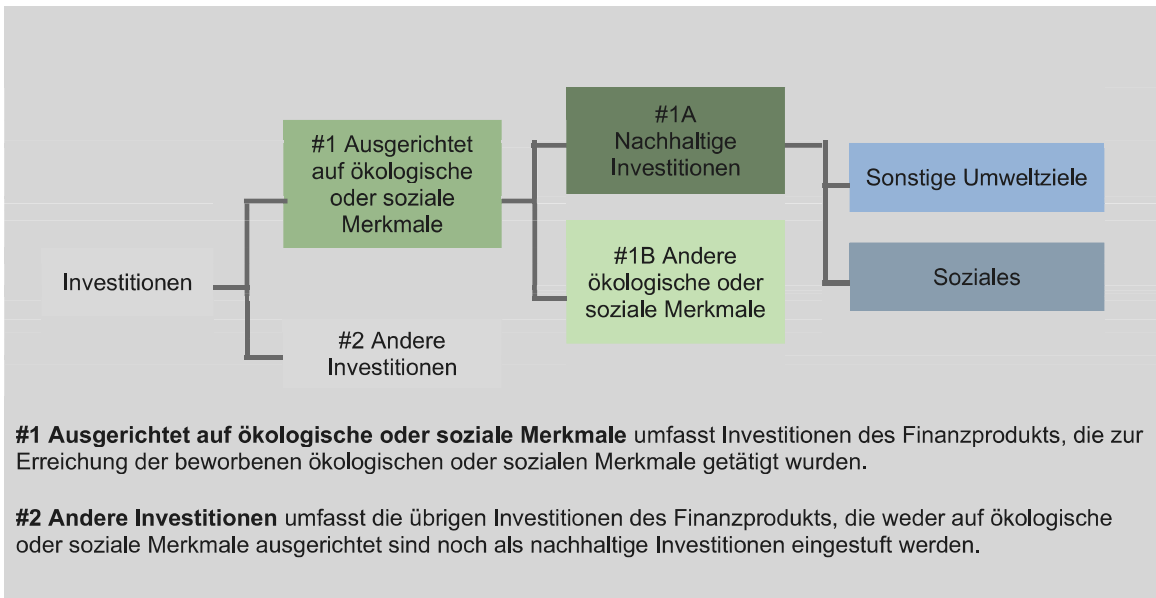 #1A
Nachhaltige
Investitionen
#1 Ausgerichtet
auf ökologische
oder soziale
Merkmale
Sonstige Umweltziele
Investitionen
#1B Andere
ökologische oder
soziale Merkmale
Soziales
#2 Andere
Investitionen
#1 Ausgerichtet auf ökologische oder soziale Merkmale umfasst Investitionen des Finanzprodukts, die zur
Erreichung der beworbenen ökologischen oder sozialen Merkmale getätigt wurden.
#2 Andere Investitionen umfasst die übrigen Investitionen des Finanzprodukts, die weder auf ökologische
oder soziale Merkmale ausgerichtet sind noch als nachhaltige Investitionen eingestuft werden.